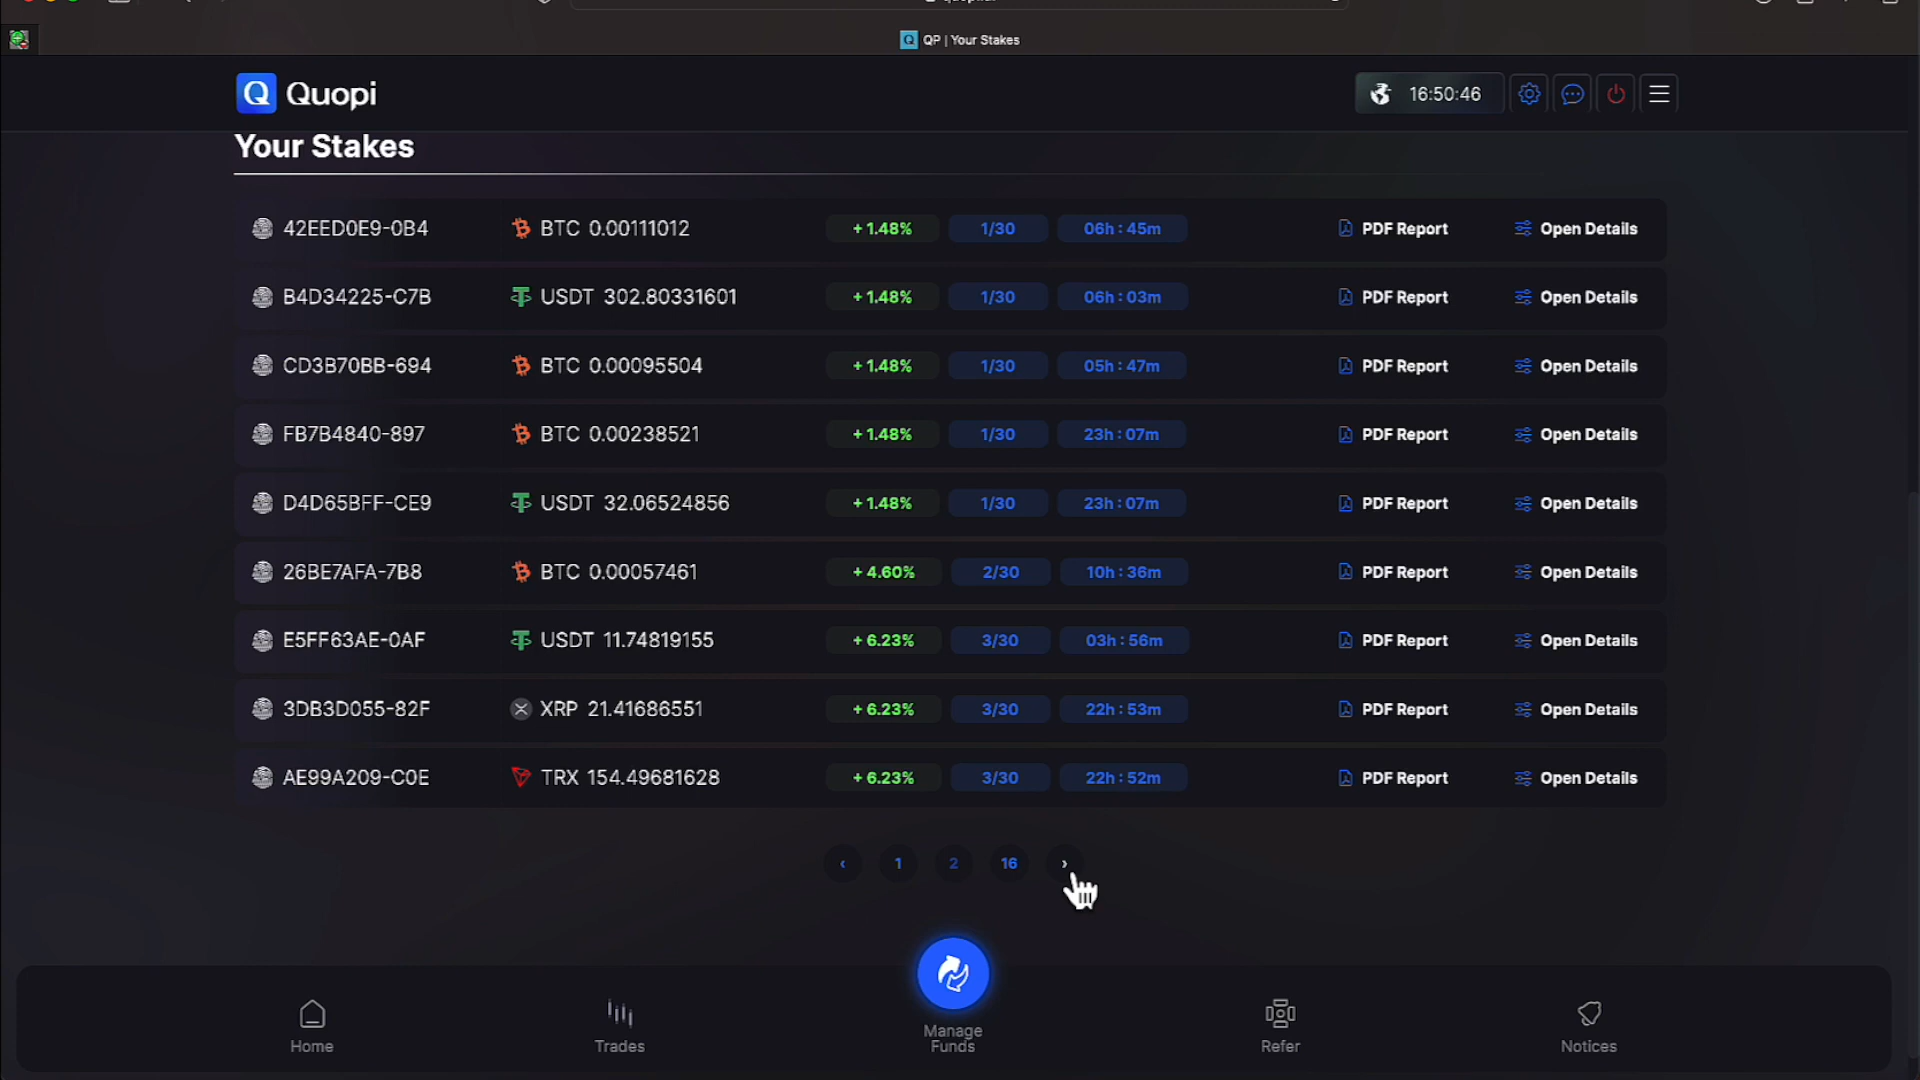 QP | Your Stakes
Quopi
16:50:46
Your Stakes
42EED0E9-0B4 BTC 0.00111012 + 1.48% 1/30 06h : 45m PDF Report Open Details
B4D34225-C7B USDT 302.80331601 + 1.48% 1/30 06h : 03m PDF Report Open Details
CD3B70BB-694 BTC 0.00095504 + 1.48% 1/30 05h : 47m PDF Report Open Details
FB7B4840-897 BTC 0.00238521 + 1.48% 1/30 23h : 07m PDF Report Open Details
D4D65BFF-CE9 USDT 32.06524856 + 1.48% 1/30 23h : 07m PDF Report Open Details
26BE7AFA-7B8 BTC 0.00057461 + 4.60% 2/30 10h : 36m PDF Report Open Details
E5FF63AE-0AF USDT 11.74819155 + 6.23% 3/30 03h : 56m PDF Report Open Details
3DB3D055-82F XRP 21.41686551 + 6.23% 3/30 22h : 53m PDF Report Open Details
AE99A209-C0E TRX 154.49681628 + 6.23% 3/30 22h : 52m PDF Report Open Details
‹ 1 2 16 ›
Home
Trades
Manage
Funds
Refer
Notices